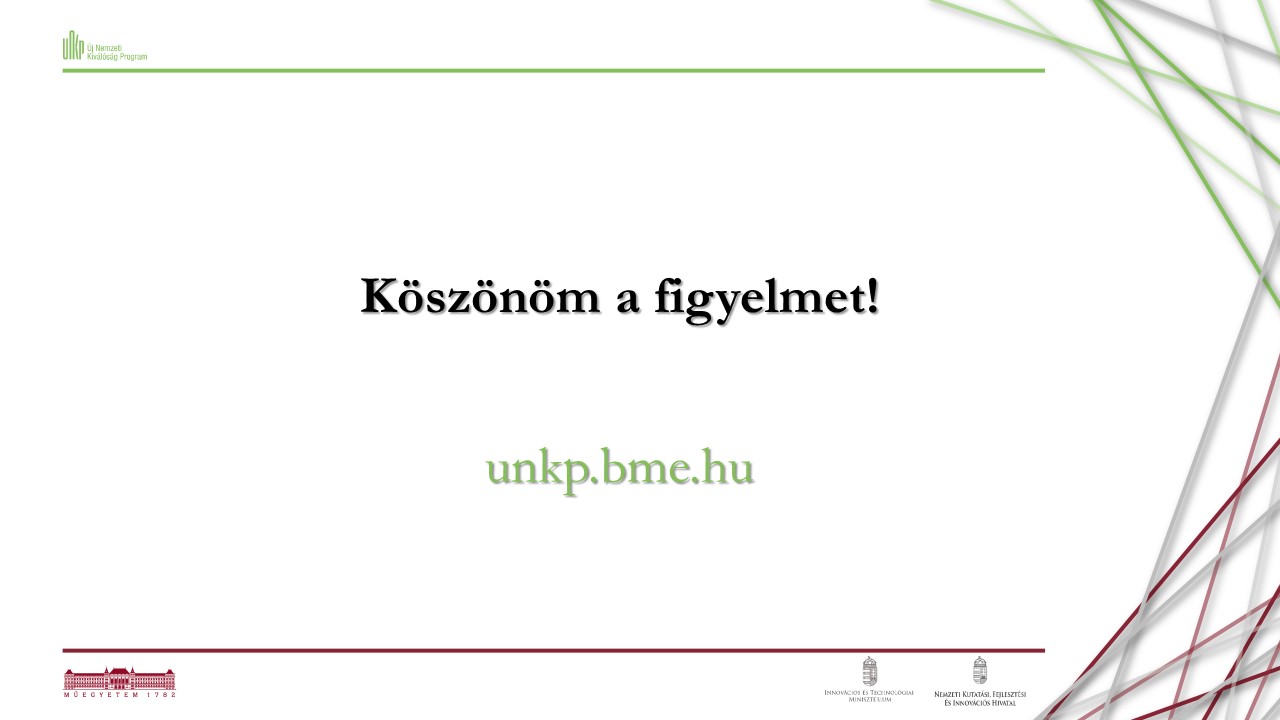 ÚNKP
Új Nemzeti
Kiválóság Program
Köszönöm a figyelmet!
unkp.bme.hu
MŰEGYETEM 1782
INNOVÁCIÓS ÉS TECHNOLÓGIAI
MINISZTÉRIUM
NEMZETI KUTATÁSI, FEJLESZTÉSI
ÉS INNOVÁCIÓS HIVATAL